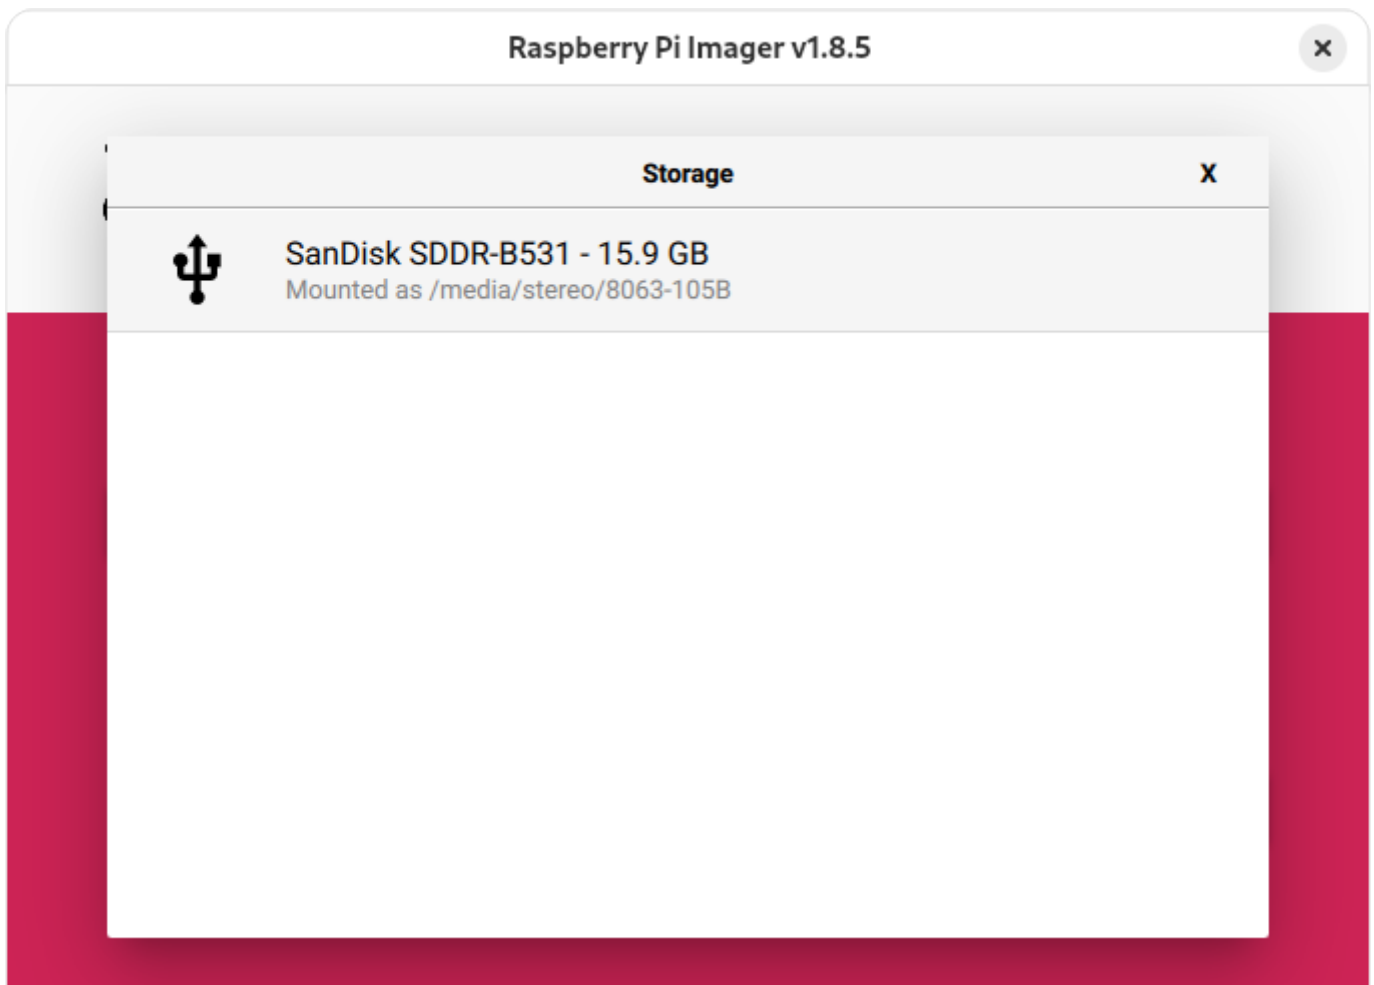 Raspberry Pi Imager v1.8.5
Storage
X
SanDisk SDDR-B531 - 15.9 GB
Mounted as /media/stereo/8063-105B